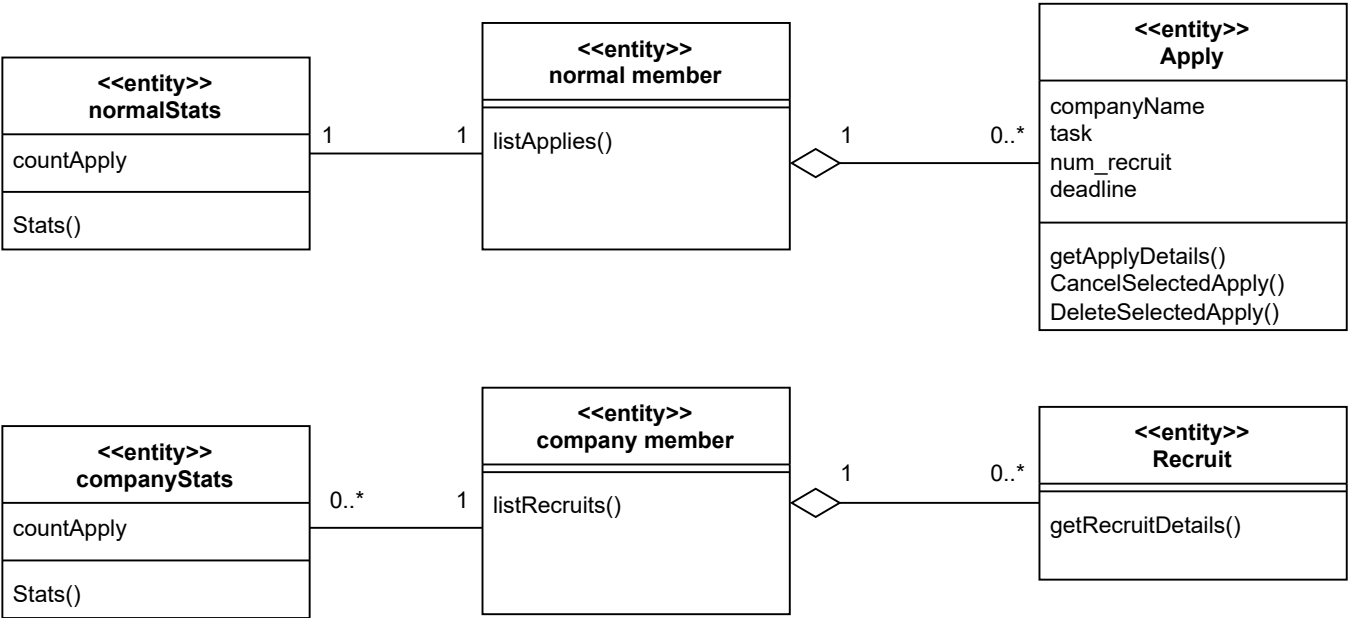 <<entity>>
normalStats
countApply
Stats()
1
1
<<entity>>
normal member
listApplies()
1
0..*
<<entity>>
Apply
companyName
task
num_recruit
deadline
getApplyDetails()
CancelSelectedApply()
DeleteSelectedApply()
<<entity>>
companyStats
countApply
Stats()
0..*
1
<<entity>>
company member
listRecruits()
1
0..*
<<entity>>
Recruit
getRecruitDetails()